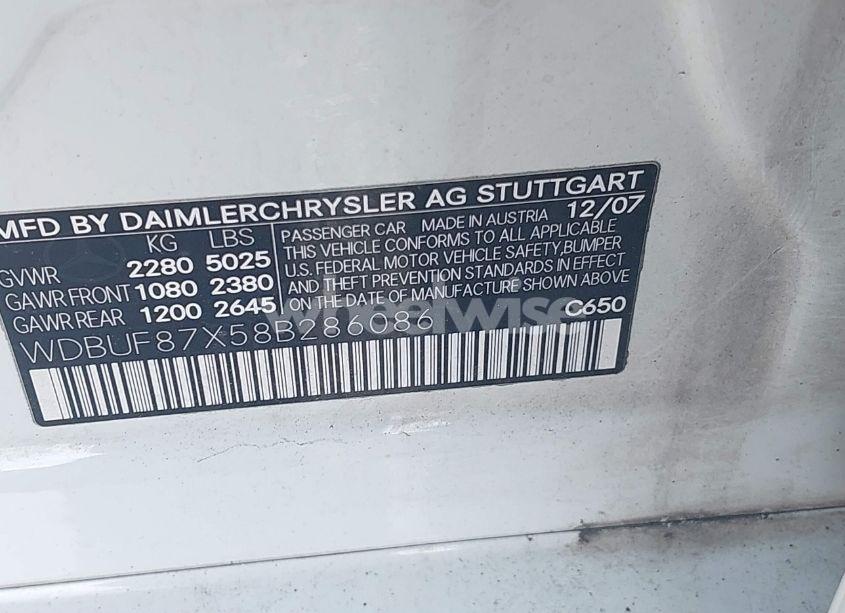 MFD BY DAIMLERCHRYSLER AG STUTTGART
KG LBS
GVWR 2280 5025
GAWR FRONT 1080 2380
GAWR REAR 1200 2645
PASSENGER CAR MADE IN AUSTRIA 12/07
THIS VEHICLE CONFORMS TO ALL APPLICABLE
U.S. FEDERAL MOTOR VEHICLE SAFETY,BUMPER
AND THEFT PREVENTION STANDARDS IN EFFECT
ON THE DATE OF MANUFACTURE SHOWN ABOVE
C650
WDBUF87X58B286086
wheelwise